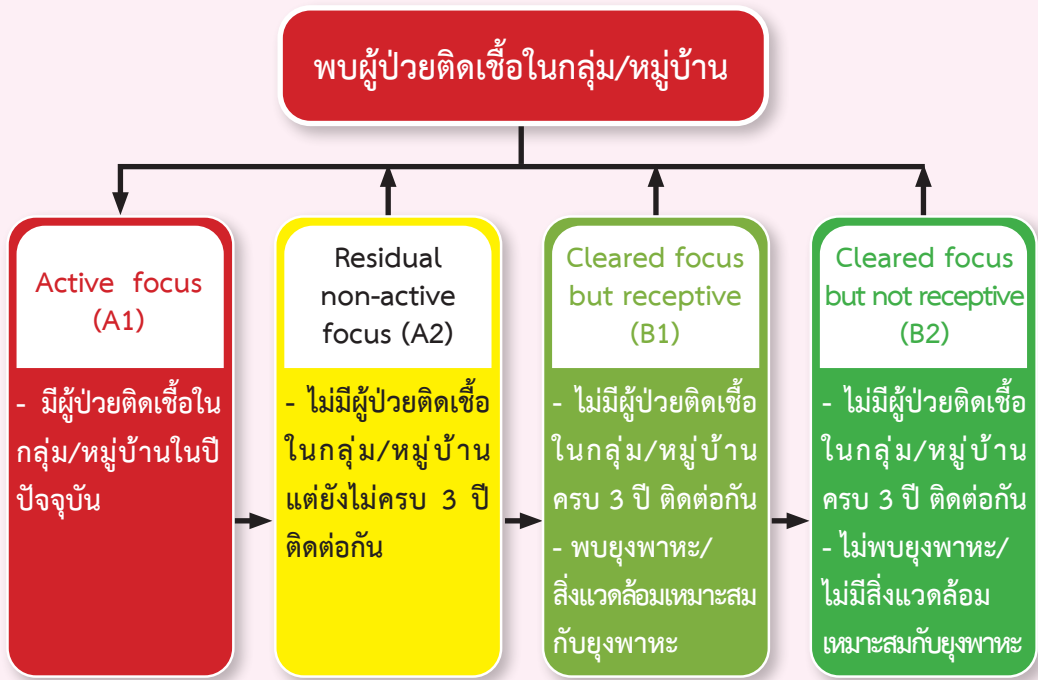 พบผู้ป่วยติดเชื้อในกลุ่ม/หมู่บ้าน
Active focus
(A1)
- มีผู้ป่วยติดเชื้อใน
กลุ่ม/หมู่บ้านในปี
ปัจจุบัน
Residual
non-active
focus (A2)
- ไม่มีผู้ป่วยติดเชื้อ
ในกลุ่ม/หมู่บ้าน
แต่ยังไม่ครบ 3 ปี
ติดต่อกัน
Cleared focus
but receptive
(B1)
- ไม่มีผู้ป่วยติดเชื้อ
ในกลุ่ม/หมู่บ้าน
ครบ 3 ปี ติดต่อกัน
- พบยุงพาหะ/
สิ่งแวดล้อมเหมาะสม
กับยุงพาหะ
Cleared focus
but not receptive
(B2)
- ไม่มีผู้ป่วยติดเชื้อ
ในกลุ่ม/หมู่บ้าน
ครบ 3 ปี ติดต่อกัน
- ไม่พบยุงพาหะ/
ไม่มีสิ่งแวดล้อม
เหมาะสมกับยุงพาหะ